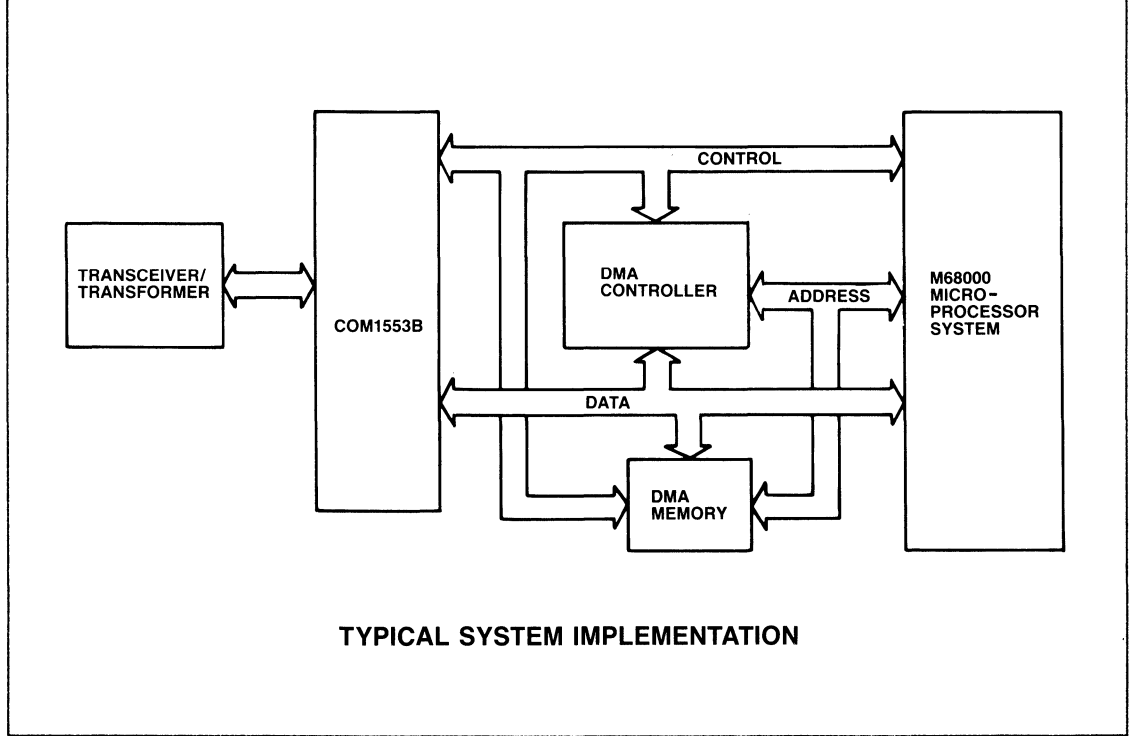 CONTROL
TRANSCEIVER/
TRANSFORMER
COM1553B
DMA
CONTROLLER
ADDRESS
M68000
MICRO-
PROCESSOR
SYSTEM
DATA
DMA
MEMORY
TYPICAL SYSTEM IMPLEMENTATION